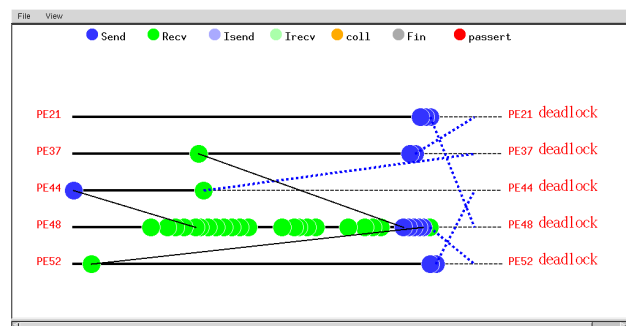 File View
Send Recv Isend Irecv coll Fin passert
PE21 PE21 deadlock
PE37 PE37 deadlock
PE44 PE44 deadlock
PE48 PE48 deadlock
PE52 PE52 deadlock